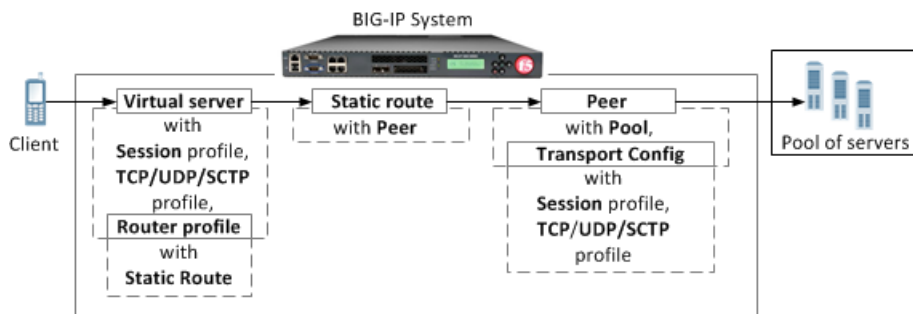 BIG-IP System
f5
Client
Virtual server
with
Session profile,
TCP/UDP/SCTP
profile,
Router profile
with
Static Route
Static route
with Peer
Peer
with Pool,
Transport Config
with
Session profile,
TCP/UDP/SCTP
profile
Pool of servers